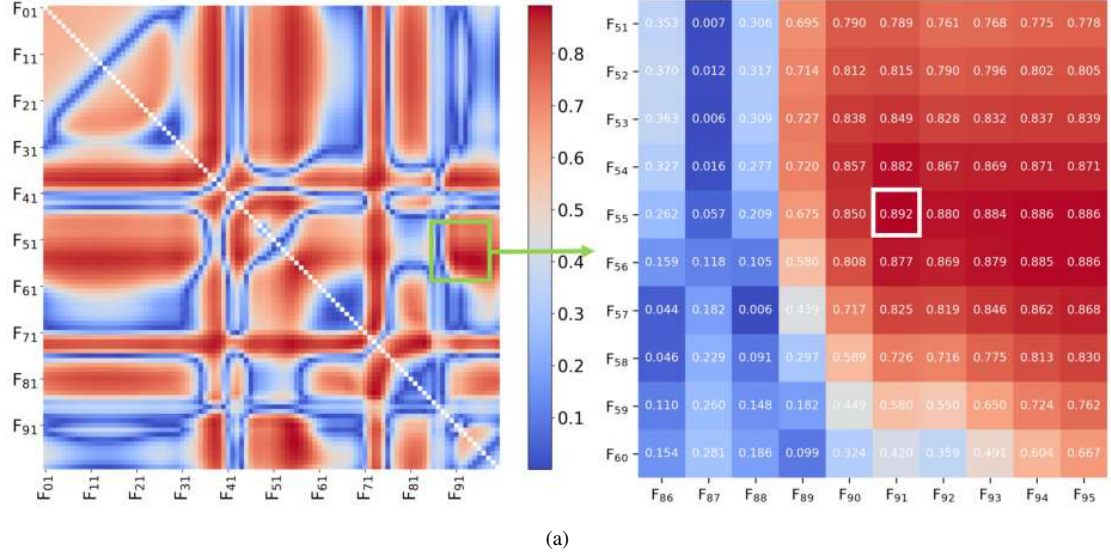 F01
F11
F21
F31
F41
F51
F61
F71
F81
F91
F01 F11 F21 F31 F41 F51 F61 F71 F81 F91
0.8
0.7
0.6
0.5
0.4
0.3
0.2
0.1
F51 0.353 0.007 0.306 0.695 0.790 0.789 0.761 0.768 0.775 0.778
F52 0.370 0.012 0.317 0.714 0.812 0.815 0.790 0.796 0.802 0.805
F53 0.363 0.006 0.309 0.727 0.838 0.849 0.828 0.832 0.837 0.839
F54 0.327 0.016 0.277 0.720 0.857 0.882 0.867 0.869 0.871 0.871
F55 0.262 0.057 0.209 0.675 0.850 0.892 0.880 0.884 0.886 0.886
F56 0.159 0.118 0.105 0.580 0.808 0.877 0.869 0.879 0.885 0.886
F57 0.044 0.182 0.006 0.439 0.717 0.825 0.819 0.846 0.862 0.868
F58 0.046 0.229 0.091 0.297 0.589 0.726 0.716 0.775 0.813 0.830
F59 0.110 0.260 0.148 0.182 0.449 0.580 0.550 0.650 0.724 0.762
F60 0.154 0.281 0.186 0.099 0.324 0.420 0.359 0.491 0.604 0.667
F86 F87 F88 F89 F90 F91 F92 F93 F94 F95
(a)